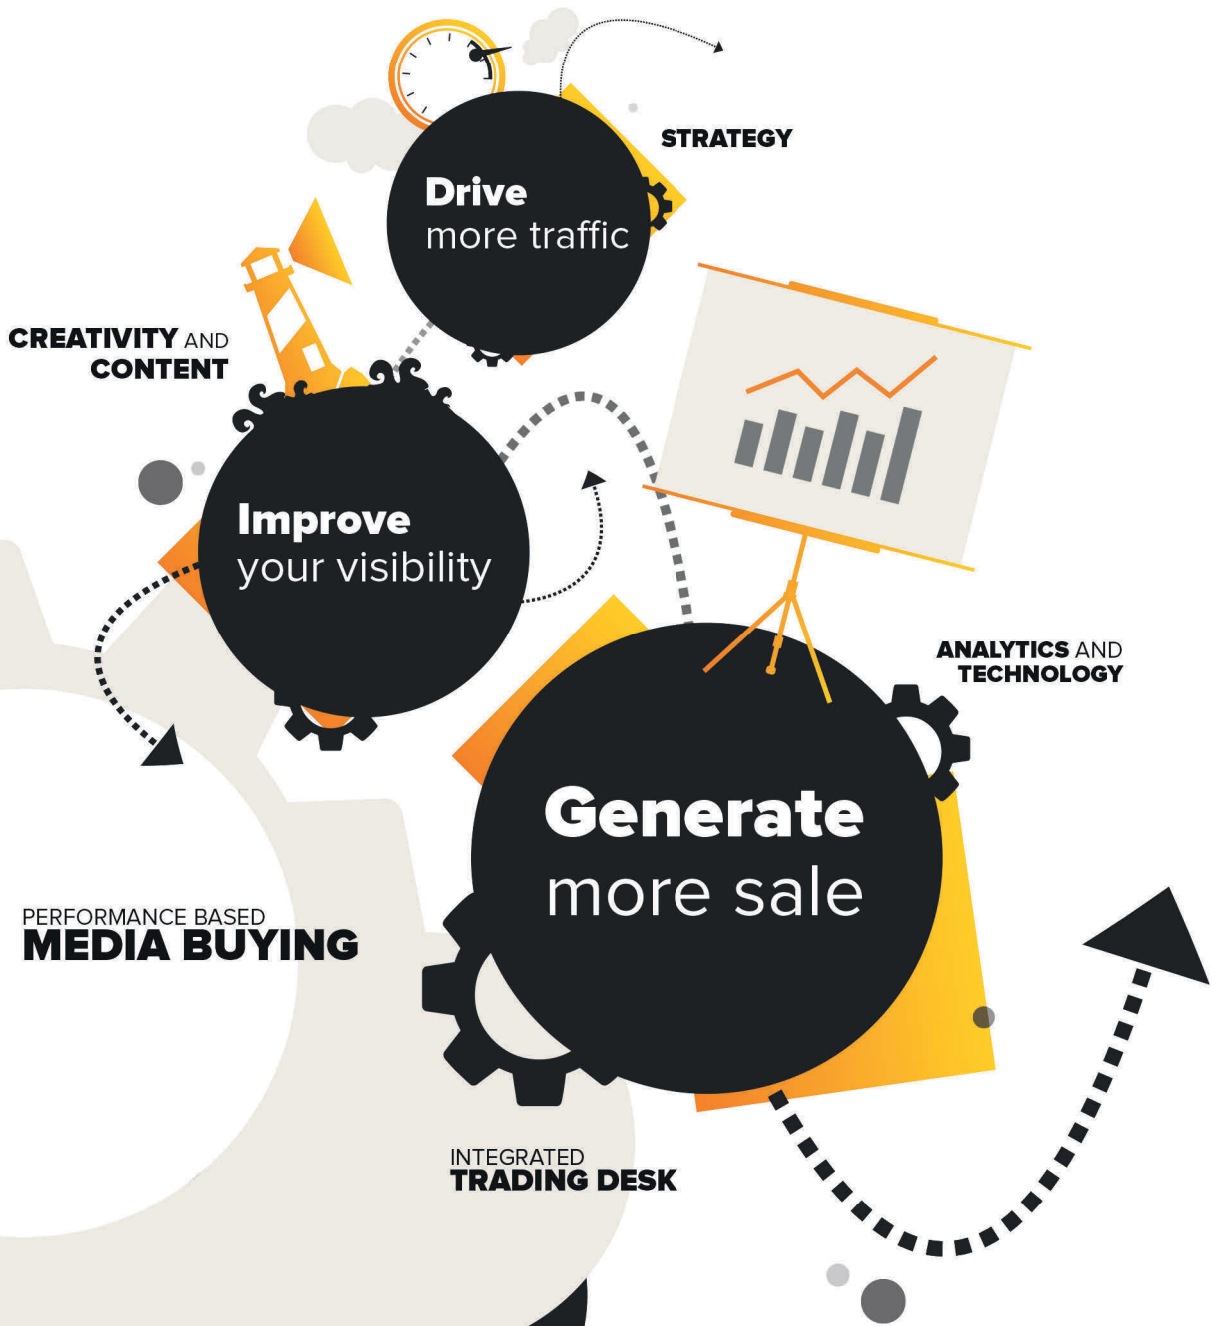 STRATEGY
Drive
more traffic
CREATIVITY AND
CONTENT
Improve
your visibility
ANALYTICS AND
TECHNOLOGY
Generate
more sale
PERFORMANCE BASED
MEDIA BUYING
INTEGRATED
TRADING DESK